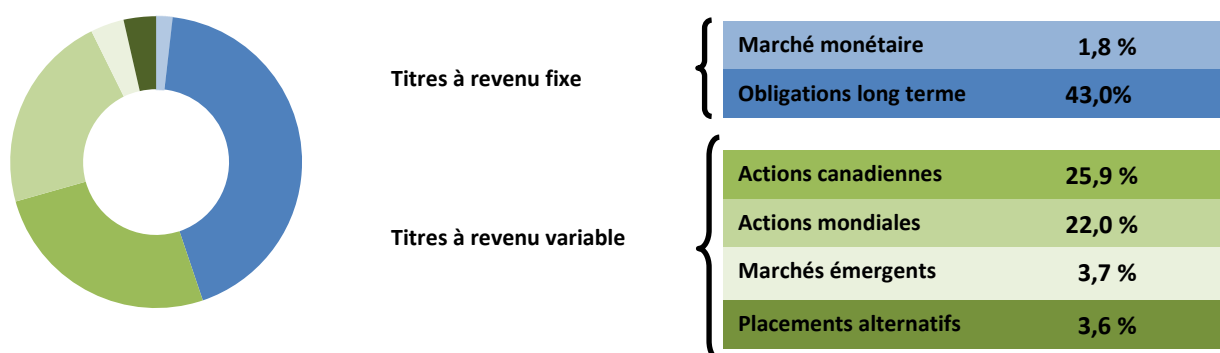 Titres à revenu fixe
Marché monétaire 1,8 %
Obligations long terme 43,0%
Titres à revenu variable
Actions canadiennes 25,9 %
Actions mondiales 22,0 %
Marchés émergents 3,7 %
Placements alternatifs 3,6 %